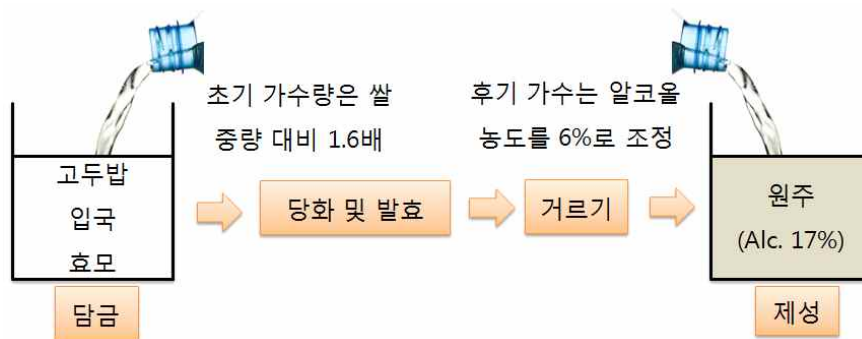 초기 가수량은 쌀
중량 대비 1.6배
후기 가수는 알코올
농도를 6%로 조정
고두밥
입국
효모
당화 및 발효
거르기
원주
(Alc. 17%)
담금
제성